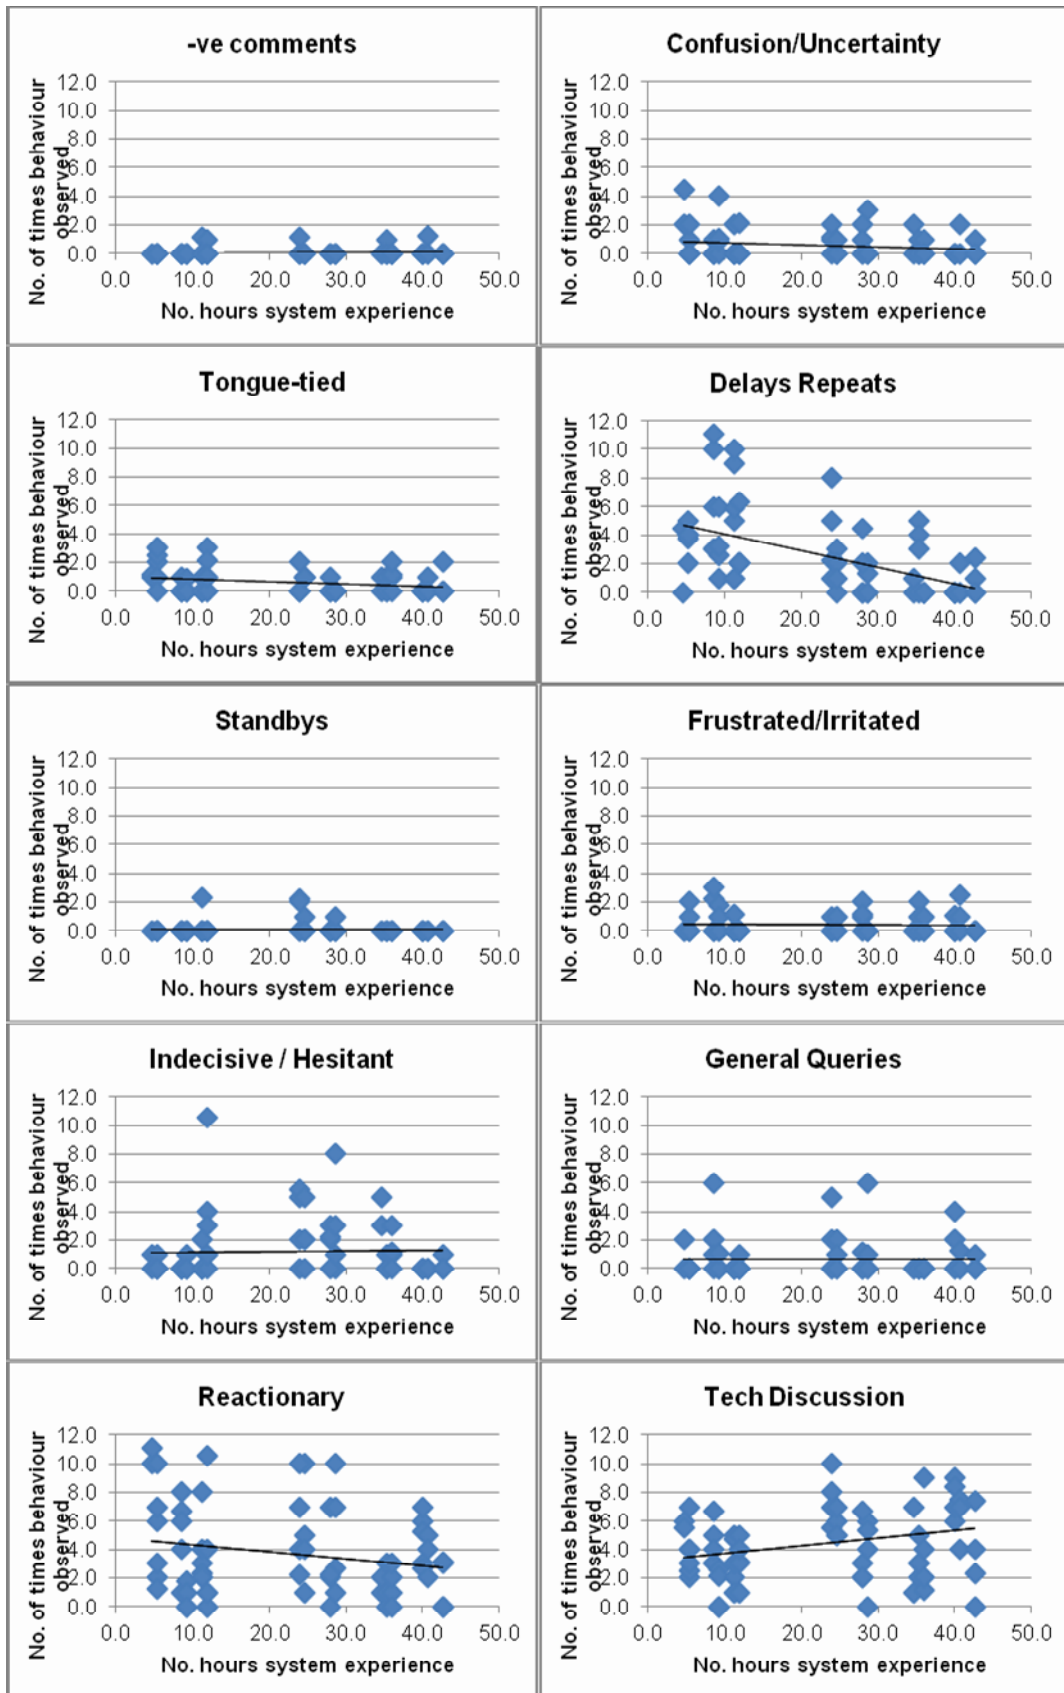 -ve comments
No. of times behaviour
observed
12.0
10.0
8.0
6.0
4.0
2.0
0.0
0.0 10.0 20.0 30.0 40.0 50.0
No. hours system experience
Confusion/Uncertainty
No. of times behaviour
observed
12.0
10.0
8.0
6.0
4.0
2.0
0.0
0.0 10.0 20.0 30.0 40.0 50.0
No. hours system experience
Tongue-tied
No. of times behaviour
observed
12.0
10.0
8.0
6.0
4.0
2.0
0.0
0.0 10.0 20.0 30.0 40.0 50.0
No. hours system experience
Delays Repeats
No. of times behaviour
observed
12.0
10.0
8.0
6.0
4.0
2.0
0.0
0.0 10.0 20.0 30.0 40.0 50.0
No. hours system experience
Standbys
No. of times behaviour
observed
12.0
10.0
8.0
6.0
4.0
2.0
0.0
0.0 10.0 20.0 30.0 40.0 50.0
No. hours system experience
Frustrated/Irritated
No. of times behaviour
observed
12.0
10.0
8.0
6.0
4.0
2.0
0.0
0.0 10.0 20.0 30.0 40.0 50.0
No. hours system experience
Indecisive / Hesitant
No. of times behaviour
observed
12.0
10.0
8.0
6.0
4.0
2.0
0.0
0.0 10.0 20.0 30.0 40.0 50.0
No. hours system experience
General Queries
No. of times behaviour
observed
12.0
10.0
8.0
6.0
4.0
2.0
0.0
0.0 10.0 20.0 30.0 40.0 50.0
No. hours system experience
Reactionary
No. of times behaviour
observed
12.0
10.0
8.0
6.0
4.0
2.0
0.0
0.0 10.0 20.0 30.0 40.0 50.0
No. hours system experience
Tech Discussion
No. of times behaviour
observed
12.0
10.0
8.0
6.0
4.0
2.0
0.0
0.0 10.0 20.0 30.0 40.0 50.0
No. hours system experience